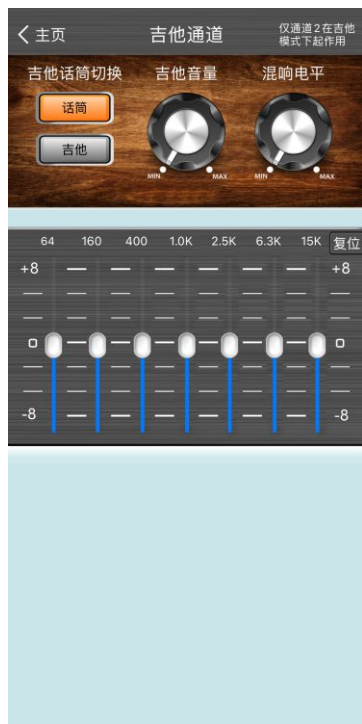 主页
吉他通道
仅通道2在吉他
模式下起作用
吉他话筒切换
吉他音量
混响电平
话筒
吉他
MIN
MAX
MIN
MAX
64 160 400 1.0K 2.5K 6.3K 15K 复位
+8 +8
0 0
-8 -8